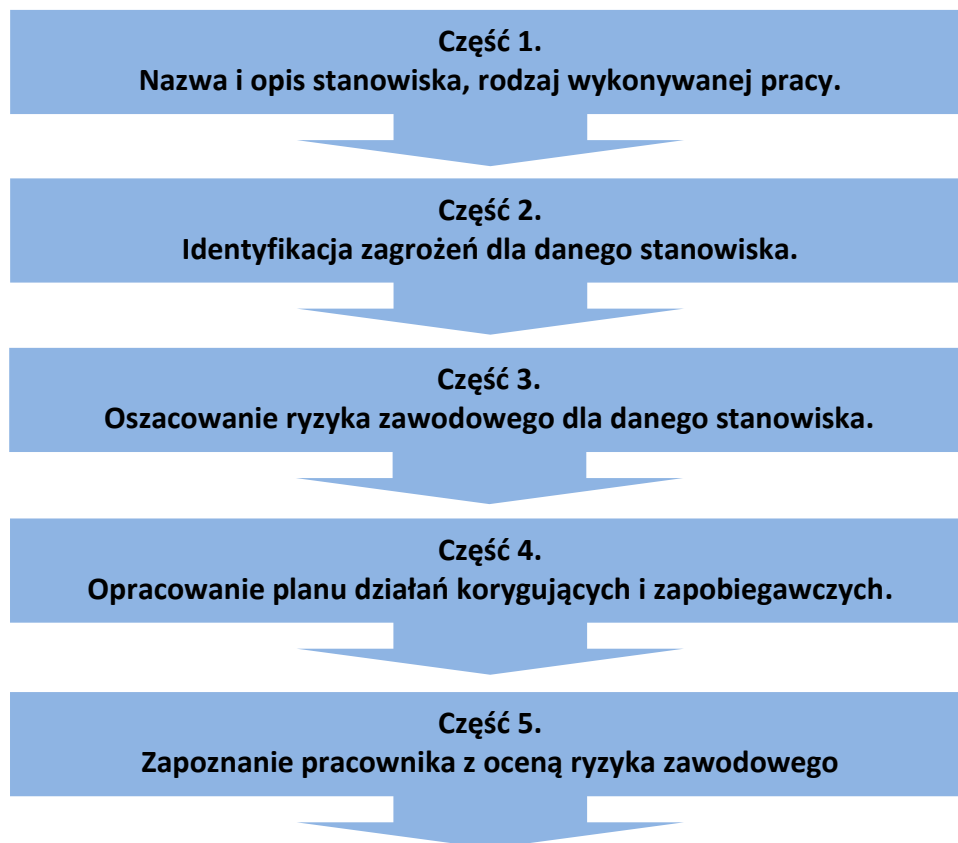 Część 1.
Nazwa i opis stanowiska, rodzaj wykonywanej pracy.
Część 2.
Identyfikacja zagrożeń dla danego stanowiska.
Część 3.
Oszacowanie ryzyka zawodowego dla danego stanowiska.
Część 4.
Opracowanie planu działań korygujących i zapobiegawczych.
Część 5.
Zapoznanie pracownika z oceną ryzyka zawodowego